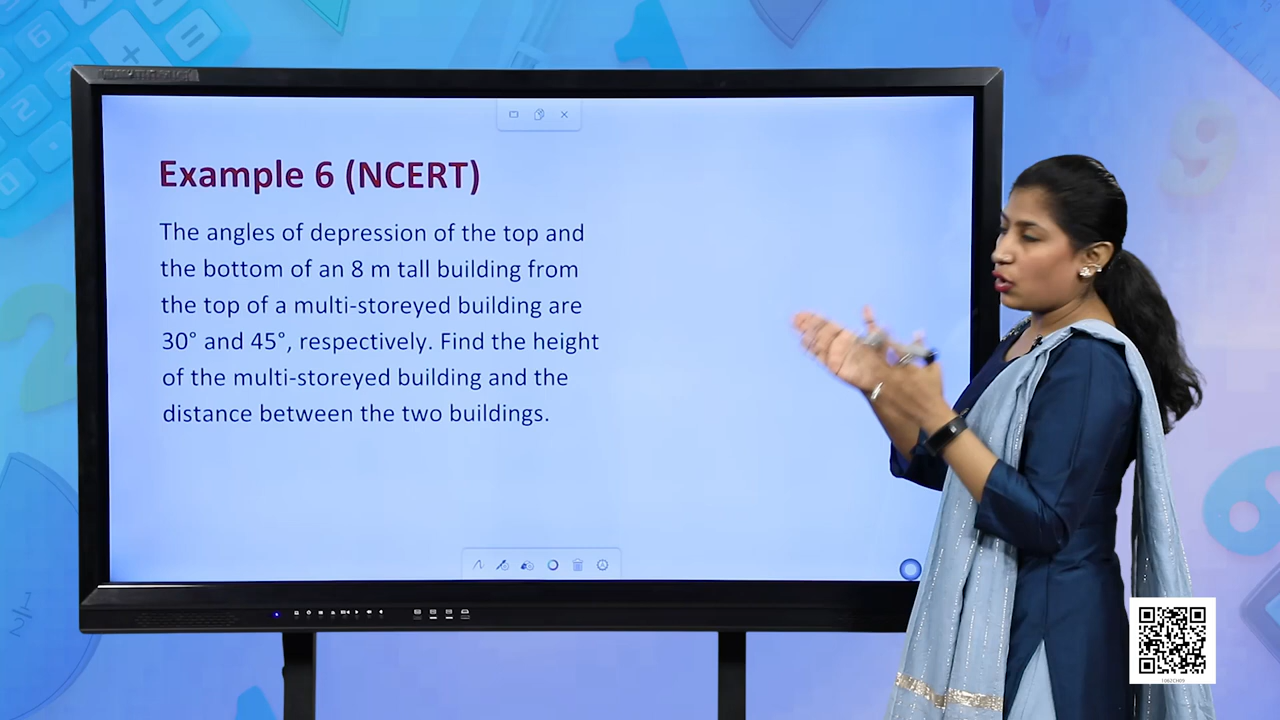 Example 6 (NCERT)
The angles of depression of the top and
the bottom of an 8 m tall building from
the top of a multi-storeyed building are
30° and 45°, respectively. Find the height
of the multi-storeyed building and the
distance between the two buildings.
1062CH09